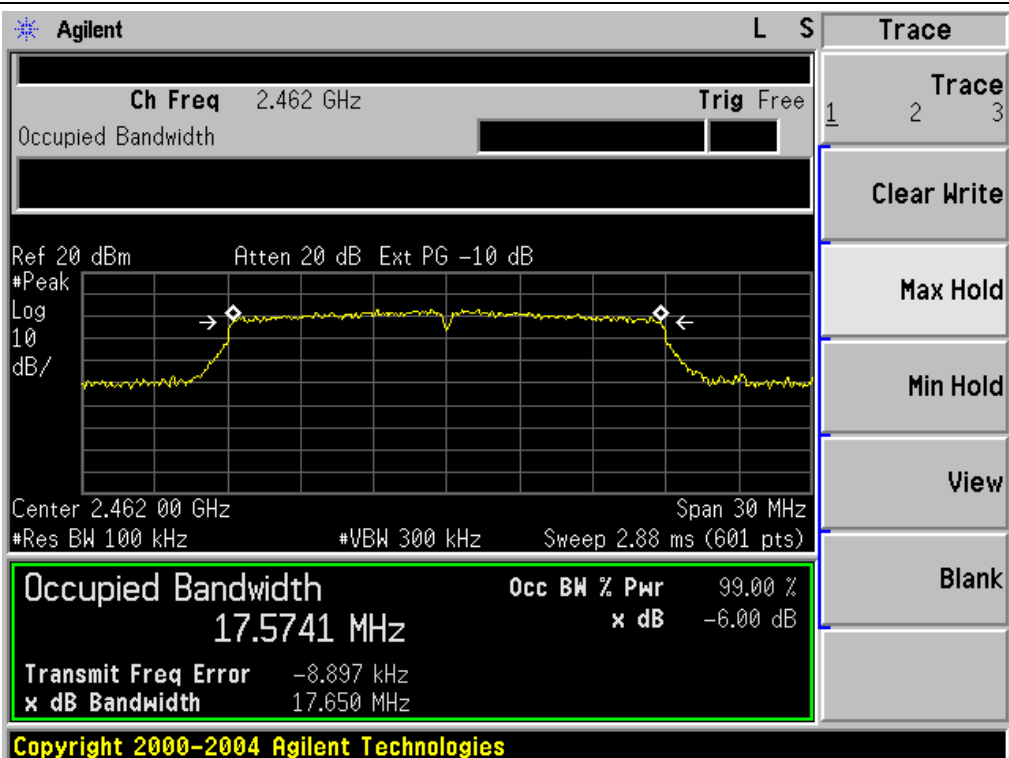 Agilent L S Trace
Ch Freq 2.462 GHz Trig Free
Occupied Bandwidth
Trace
1 2 3
Clear Write
Max Hold
Min Hold
View
Blank
Ref 20 dBm Atten 20 dB Ext PG -10 dB
#Peak
Log
10
dB/
Center 2.462 00 GHz Span 30 MHz
#Res BW 100 kHz #VBW 300 kHz Sweep 2.88 ms (601 pts)
Occupied Bandwidth Occ BW % Pwr 99.00 %
17.5741 MHz x dB -6.00 dB
Transmit Freq Error -8.897 kHz
x dB Bandwidth 17.650 MHz
Copyright 2000-2004 Agilent Technologies